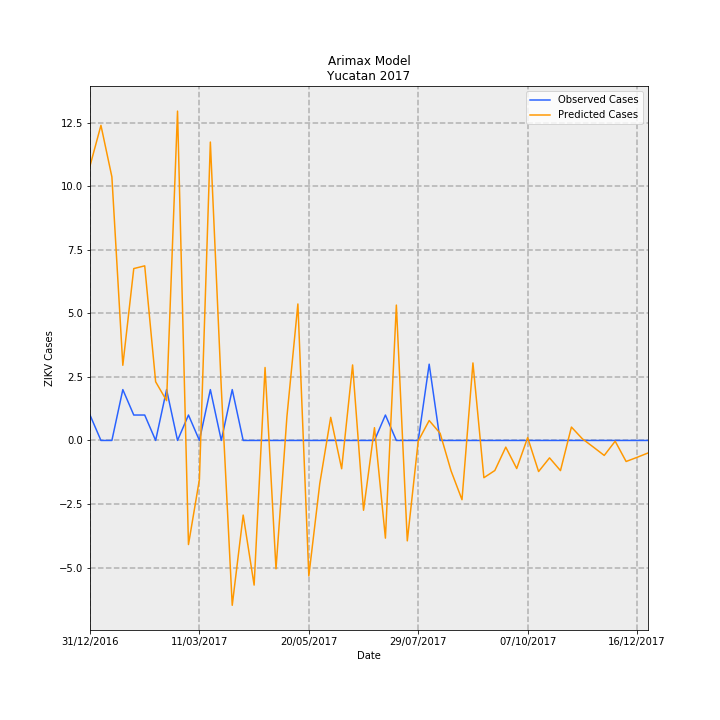 Arimax Model
Yucatan 2017
Observed Cases
Predicted Cases
12.5
10.0
7.5
5.0
2.5
0.0
−2.5
−5.0
ZIKV Cases
31/12/2016
11/03/2017
20/05/2017
29/07/2017
07/10/2017
16/12/2017
Date